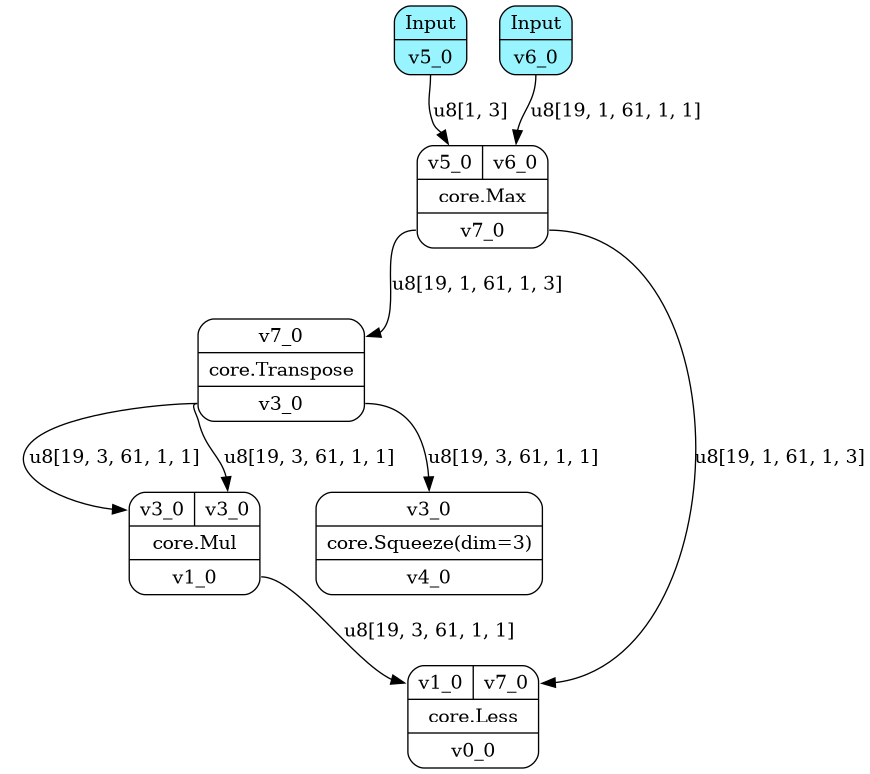 Input
v5_0
Input
v6_0
u8[1, 3]
u8[19, 1, 61, 1, 1]
v5_0 v6_0
core.Max
v7_0
u8[19, 1, 61, 1, 3]
v7_0
core.Transpose
v3_0
u8[19, 3, 61, 1, 1]
u8[19, 3, 61, 1, 1]
u8[19, 3, 61, 1, 1]
u8[19, 1, 61, 1, 3]
v3_0 v3_0
core.Mul
v1_0
v3_0
core.Squeeze(dim=3)
v4_0
u8[19, 3, 61, 1, 1]
v1_0 v7_0
core.Less
v0_0